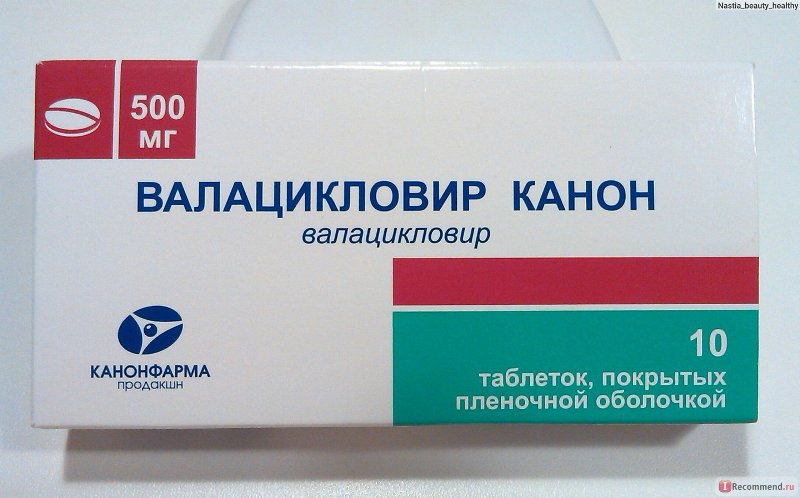 Nastia_beauty_healthy
500
мг
ВАЛАЦИКЛОВИР КАНОН
валацикловир
КАНОНФАРМА
продакшн
10
таблеток, покрытых
пленочной оболочкой
IRecommend.ru